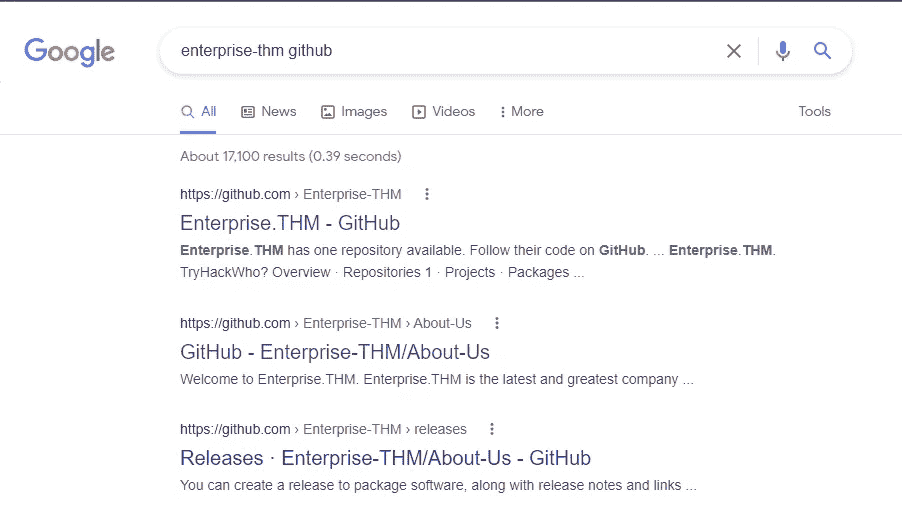 Google
enterprise-thm github
All News Images Videos More Tools
About 17,100 results (0.39 seconds)
https://github.com › Enterprise-THM
Enterprise.THM - GitHub
Enterprise.THM has one repository available. Follow their code on GitHub. ... Enterprise.THM.
TryHackWho? Overview · Repositories 1 · Projects · Packages ...
https://github.com › Enterprise-THM › About-Us
GitHub - Enterprise-THM/About-Us
Welcome to Enterprise.THM. Enterprise.THM is the latest and greatest company ...
https://github.com › Enterprise-THM › releases
Releases · Enterprise-THM/About-Us - GitHub
You can create a release to package software, along with release notes and links ...